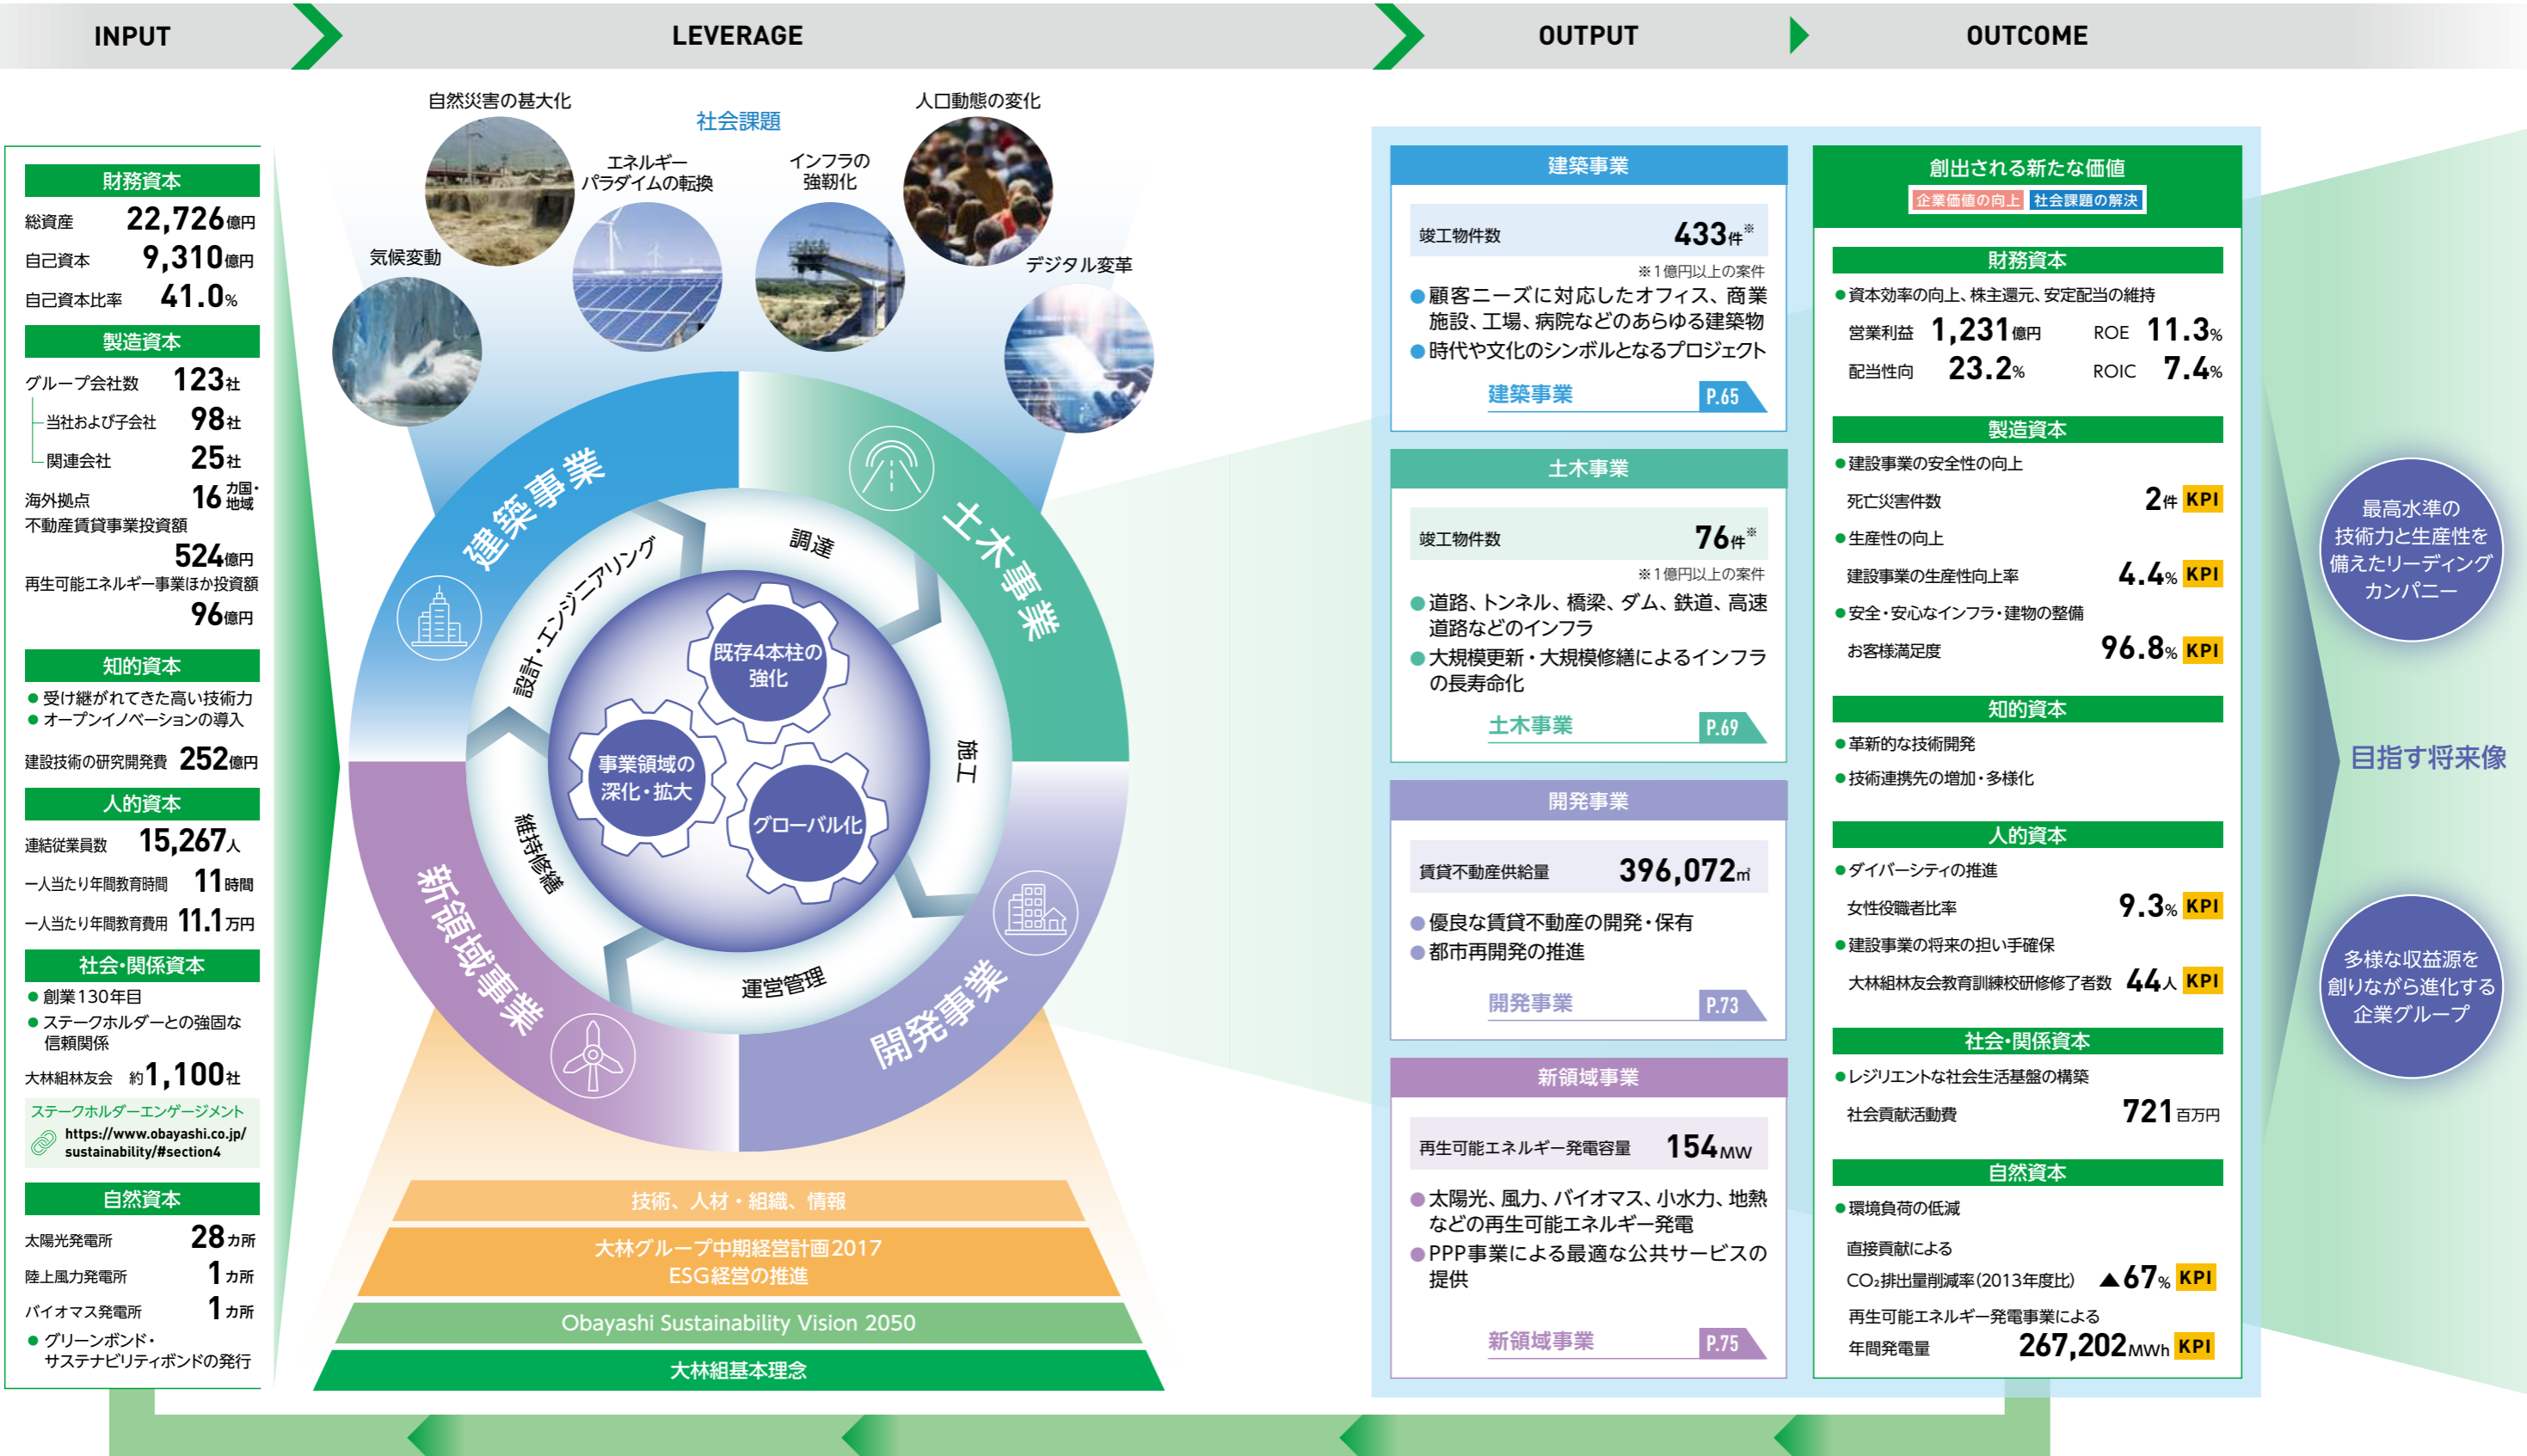 INPUT
LEVERAGE
OUTPUT
OUTCOME
財務資本
総資産 22,726億円
自己資本 9,310億円
自己資本比率 41.0%
製造資本
グループ会社数 123社
当社および子会社 98社
関連会社 25社
海外拠点 16カ国・地域
不動産賃貸事業投資額
524億円
再生可能エネルギー事業ほか投資額
96億円
知的資本
●受け継がれてきた高い技術力
●オープンイノベーションの導入
建設技術の研究開発費 252億円
人的資本
連結従業員数 15,267人
一人当たり年間教育時間 11時間
一人当たり年間教育費用 11.1万円
社会・関係資本
●創業130年目
●ステークホルダーとの強固な
信頼関係
大林組林友会 約1,100社
ステークホルダーエンゲージメント
https://www.obayashi.co.jp/
sustainability/#section4
自然資本
太陽光発電所 28カ所
陸上風力発電所 1カ所
バイオマス発電所 1カ所
●グリーンボンド・
サステナビリティボンドの発行
社会課題
気候変動
自然災害の甚大化
エネルギー
パラダイムの転換
インフラの
強靭化
人口動態の変化
デジタル変革
建築事業
土木事業
開発事業
新領域事業
設計・エンジニアリング
調達
施工
運営管理
維持修繕
既存4本柱の
強化
事業領域の
深化・拡大
グローバル化
技術、人材・組織、情報
大林グループ中期経営計画2017
ESG経営の推進
Obayashi Sustainability Vision 2050
大林組基本理念
建築事業
竣工物件数 433件※
※1億円以上の案件
●顧客ニーズに対応したオフィス、商業
施設、工場、病院などのあらゆる建築物
●時代や文化のシンボルとなるプロジェクト
建築事業 P.65
土木事業
竣工物件数 76件※
※1億円以上の案件
●道路、トンネル、橋梁、ダム、鉄道、高速
道路などのインフラ
●大規模更新・大規模修繕によるインフラ
の長寿命化
土木事業 P.69
開発事業
賃貸不動産供給量 396,072㎡
●優良な賃貸不動産の開発・保有
●都市再開発の推進
開発事業 P.73
新領域事業
再生可能エネルギー発電容量 154MW
●太陽光、風力、バイオマス、小水力、地熱
などの再生可能エネルギー発電
●PPP事業による最適な公共サービスの
提供
新領域事業 P.75
創出される新たな価値
企業価値の向上 社会課題の解決
財務資本
●資本効率の向上、株主還元、安定配当の維持
営業利益 1,231億円 ROE 11.3%
配当性向 23.2% ROIC 7.4%
製造資本
●建設事業の安全性の向上
死亡災害件数 2件 KPI
●生産性の向上
建設事業の生産性向上率 4.4% KPI
●安全・安心なインフラ・建物の整備
お客様満足度 96.8% KPI
知的資本
●革新的な技術開発
●技術連携先の増加・多様化
人的資本
●ダイバーシティの推進
女性役職者比率 9.3% KPI
●建設事業の将来の担い手確保
大林組林友会教育訓練校研修修了者数 44人 KPI
社会・関係資本
●レジリエントな社会生活基盤の構築
社会貢献活動費 721百万円
自然資本
●環境負荷の低減
直接貢献による
CO₂排出量削減率(2013年度比) ▲67% KPI
再生可能エネルギー発電事業による
年間発電量 267,202MWh KPI
最高水準の
技術力と生産性を
備えたリーディング
カンパニー
目指す将来像
多様な収益源を
創りながら進化する
企業グループ